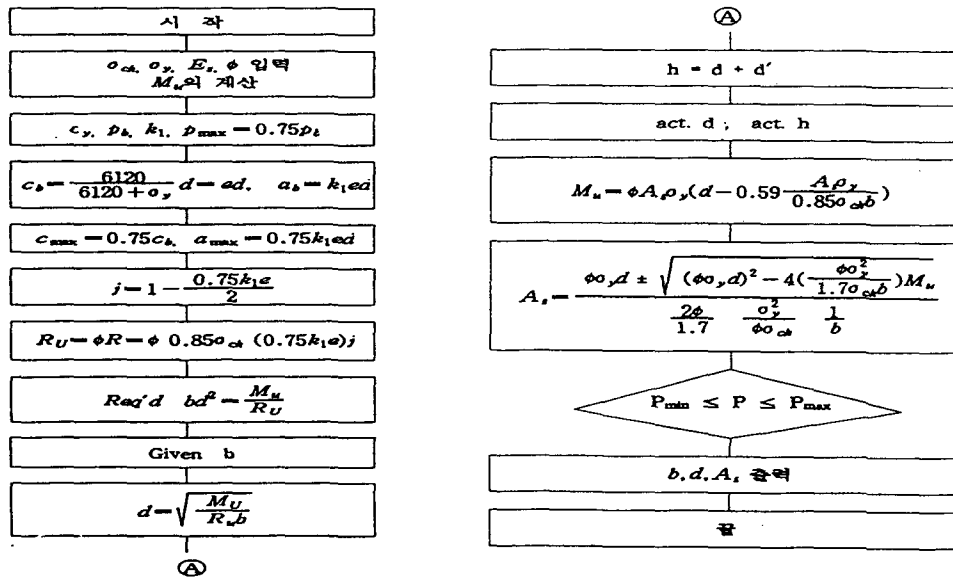 시 작
σck, σy, Es, φ 입력
Mu의 계산
εy, pb, k1, pmax = 0.75pb
cb = 6120 / (6120 + σy) d = ed, ab = k1ed
cmax = 0.75cb, amax = 0.75k1ed
j = 1 - 0.75k1e / 2
RU = φR = φ 0.85σck (0.75k1e)j
Req'd bd² = Mu / RU
Given b
d = √(MU / Rub)
Ⓐ
Ⓐ
h = d + d′
act. d ; act. h
Mu = φAsσy(d - 0.59 Asσy / 0.85σckb)
As = φσyd ± √((φσyd)² - 4(φσy² / 1.7σckb)Mu) / 2φ/1.7 σy²/φσck 1/b
Pmin ≤ P ≤ Pmax
b, d, As 출력
끝